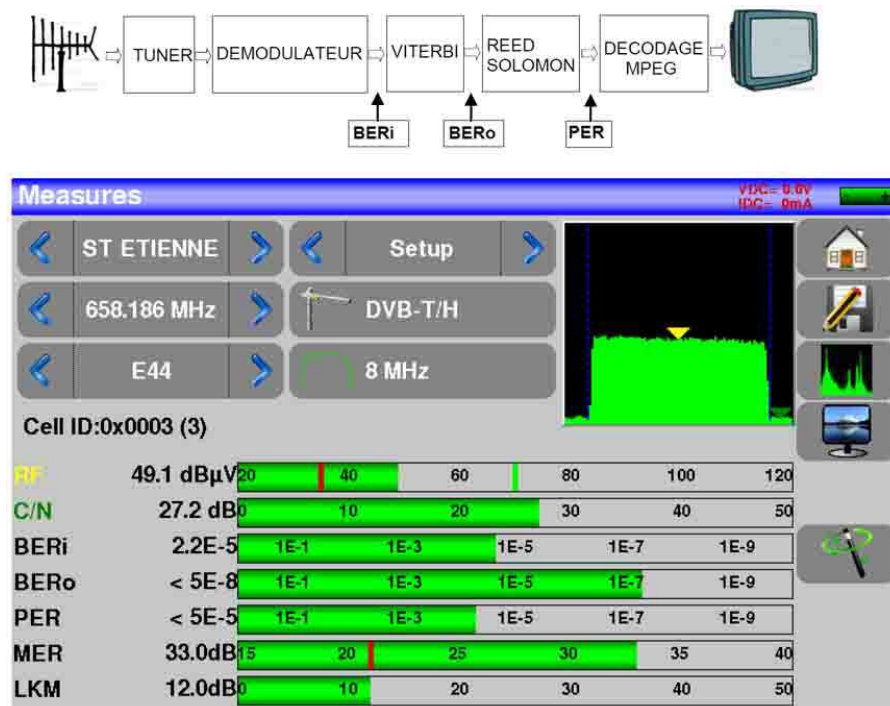 TUNER
DEMODULATEUR
VITERBI
REED
SOLOMON
DECODAGE
MPEG
BERi
BERo
PER
Measures
VDC= 0.0V
IDC= 0mA
ST ETIENNE
Setup
658.186 MHz
DVB-T/H
E44
8 MHz
Cell ID:0x0003 (3)
RF 49.1 dBµV 20 40 60 80 100 120
C/N 27.2 dB 0 10 20 30 40 50
BERi 2.2E-5 1E-1 1E-3 1E-5 1E-7 1E-9
BERo < 5E-8 1E-1 1E-3 1E-5 1E-7 1E-9
PER < 5E-5 1E-1 1E-3 1E-5 1E-7 1E-9
MER 33.0dB 15 20 25 30 35 40
LKM 12.0dB 0 10 20 30 40 50